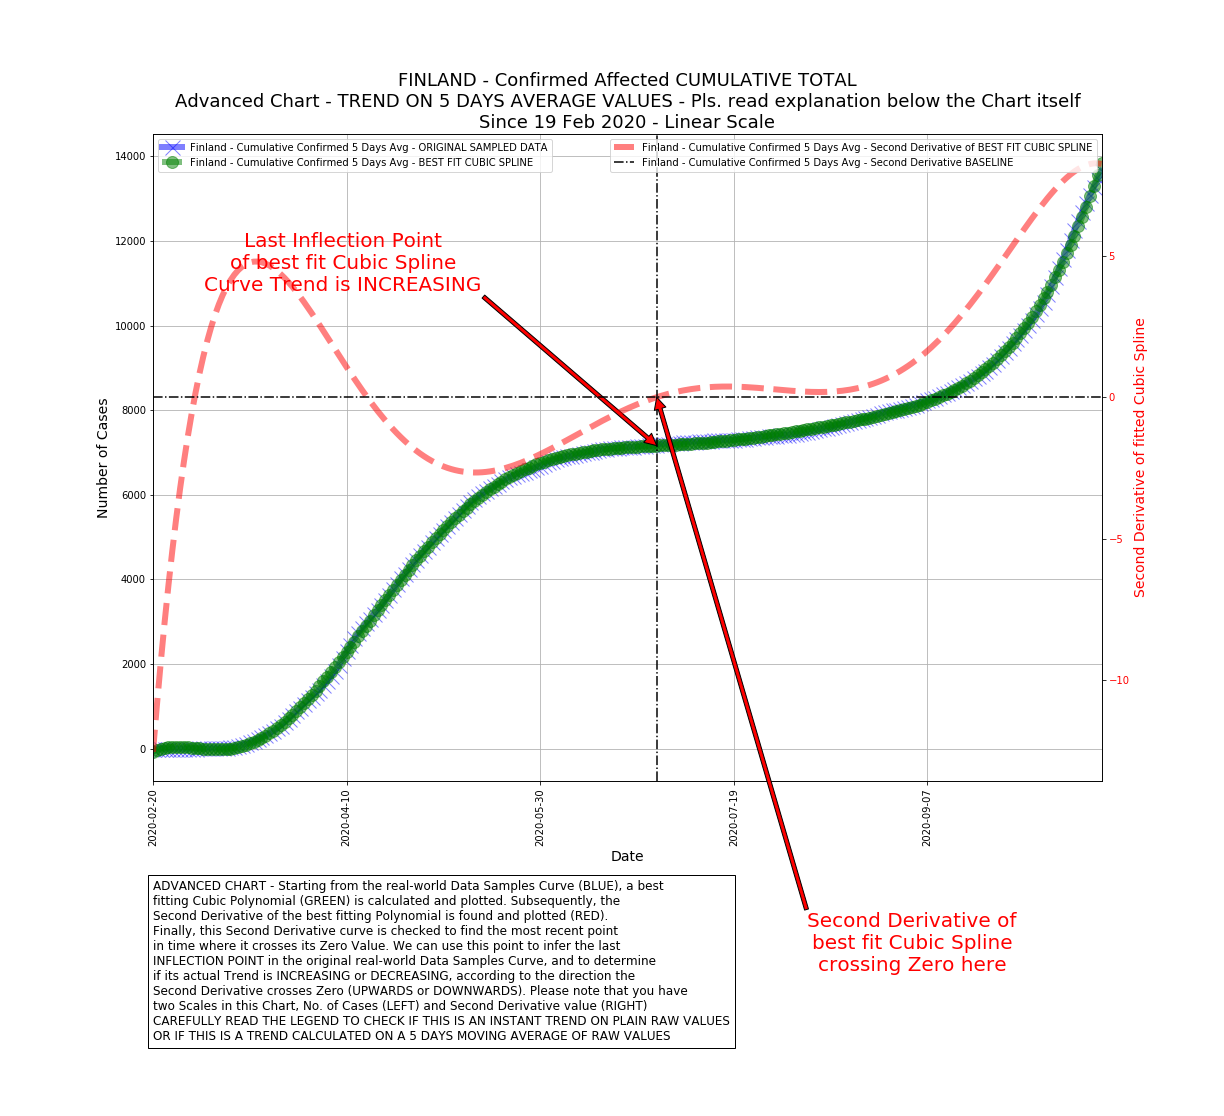 FINLAND - Confirmed Affected CUMULATIVE TOTAL
Advanced Chart - TREND ON 5 DAYS AVERAGE VALUES - Pls. read explanation below the Chart itself
Since 19 Feb 2020 - Linear Scale
Finland - Cumulative Confirmed 5 Days Avg - ORIGINAL SAMPLED DATA
Finland - Cumulative Confirmed 5 Days Avg - BEST FIT CUBIC SPLINE
Finland - Cumulative Confirmed 5 Days Avg - Second Derivative of BEST FIT CUBIC SPLINE
Finland - Cumulative Confirmed 5 Days Avg - Second Derivative BASELINE
Last Inflection Point
of best fit Cubic Spline
Curve Trend is INCREASING
Number of Cases
14000
12000
10000
8000
6000
4000
2000
0
5
0
−5
−10
Second Derivative of fitted Cubic Spline
2020-02-20
2020-04-10
2020-05-30
2020-07-19
2020-09-07
Date
ADVANCED CHART - Starting from the real-world Data Samples Curve (BLUE), a best
fitting Cubic Polynomial (GREEN) is calculated and plotted. Subsequently, the
Second Derivative of the best fitting Polynomial is found and plotted (RED).
Finally, this Second Derivative curve is checked to find the most recent point
in time where it crosses its Zero Value. We can use this point to infer the last
INFLECTION POINT in the original real-world Data Samples Curve, and to determine
if its actual Trend is INCREASING or DECREASING, according to the direction the
Second Derivative crosses Zero (UPWARDS or DOWNWARDS). Please note that you have
two Scales in this Chart, No. of Cases (LEFT) and Second Derivative value (RIGHT)
CAREFULLY READ THE LEGEND TO CHECK IF THIS IS AN INSTANT TREND ON PLAIN RAW VALUES
OR IF THIS IS A TREND CALCULATED ON A 5 DAYS MOVING AVERAGE OF RAW VALUES
Second Derivative of
best fit Cubic Spline
crossing Zero here